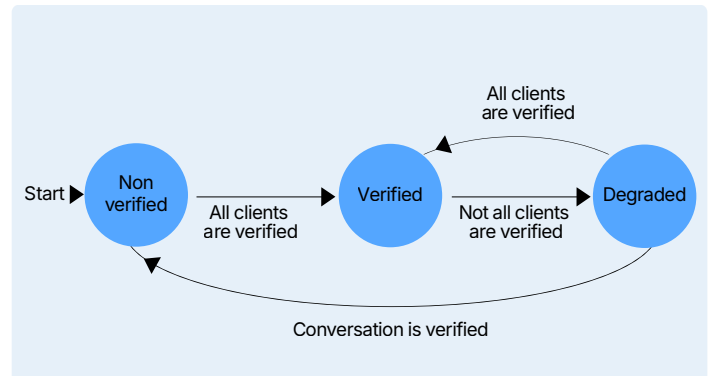 All clients
are verified
Start
Non
verified
Verified
Degraded
All clients
are verified
Not all clients
are verified
Conversation is verified